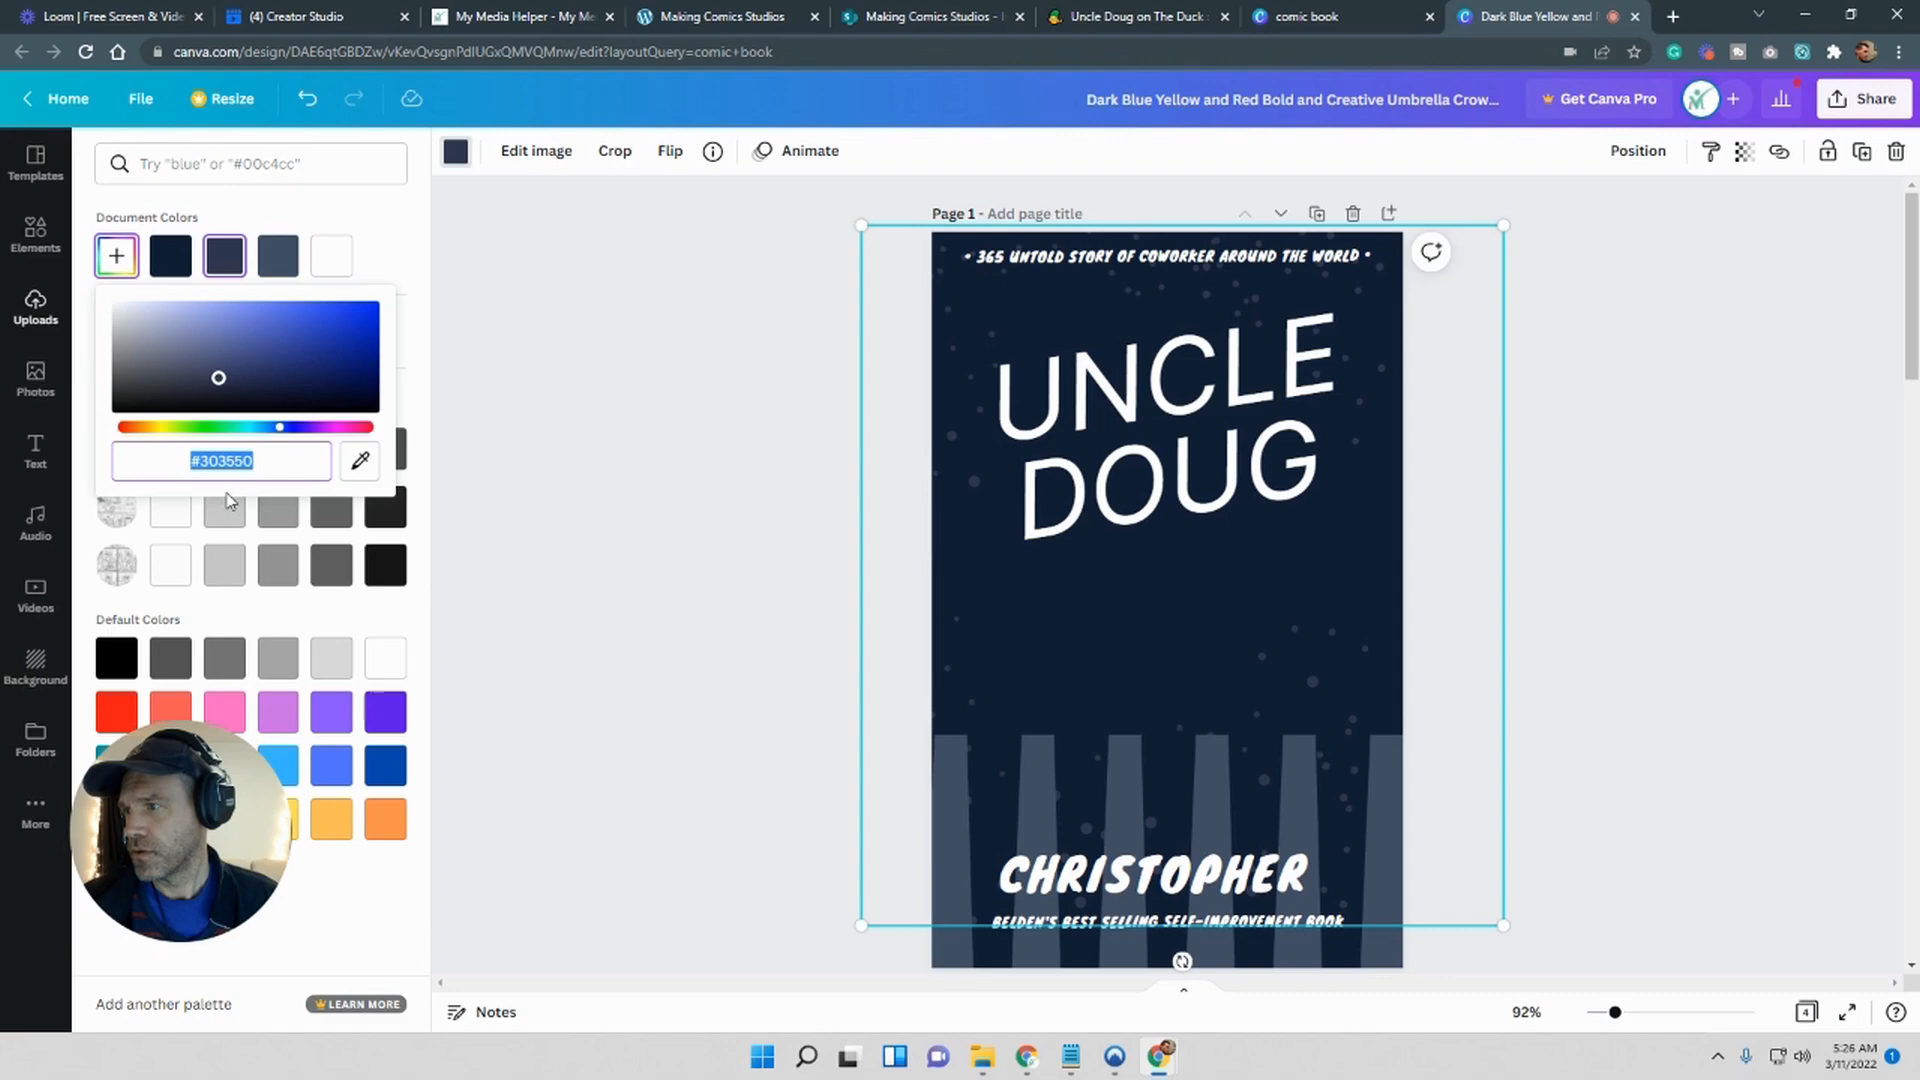 Loom | Free Screen & Vide
(4) Creator Studio
My Media Helper - My Me
Making Comics Studios
Making Comics Studios - H
Uncle Doug on The Duck
comic book
Dark Blue Yellow and
canva.com/design/DAE6qtGBDZw/vKevQvsgnPdIUGxQMVQMnw/edit?layoutQuery=comic+book
Home
File
Resize
Dark Blue Yellow and Red Bold and Creative Umbrella Crow...
Get Canva Pro
Share
Try "blue" or "#00c4cc"
Edit image
Crop
Flip
Animate
Position
Templates
Elements
Uploads
Photos
Text
Audio
Videos
Background
Folders
More
Document Colors
#303550
Default Colors
Add another palette
LEARN MORE
Page 1 - Add page title
• 365 UNTOLD STORY OF COWORKER AROUND THE WORLD •
UNCLE
DOUG
CHRISTOPHER
BELDEN'S BEST SELLING SELF-IMPROVEMENT BOOK
Notes
92%
4
5:26 AM
3/11/2022
1